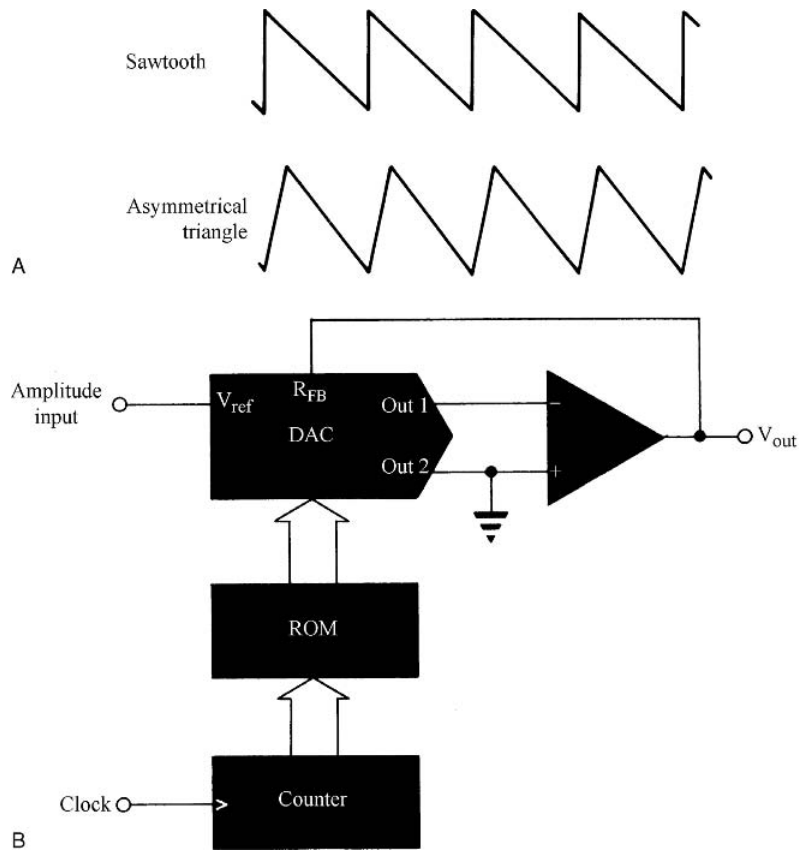 Sawtooth
Asymmetrical
triangle
A
Amplitude
input
Vref
RFB
Out 1
DAC
Out 2
−
+
Vout
ROM
Clock
>
Counter
B